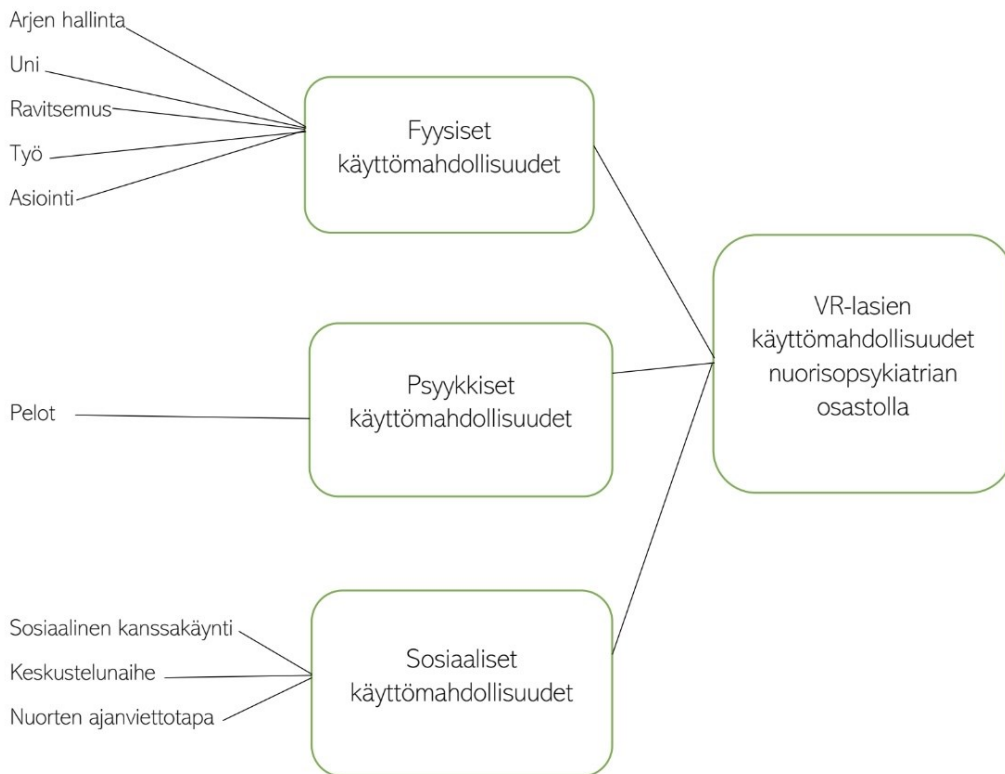 Arjen hallinta
Uni
Ravitsemus
Työ
Asiointi
Fyysiset
käyttömahdollisuudet
Pelot
Psyykkiset
käyttömahdollisuudet
Sosiaalinen kanssakäynti
Keskustelunaihe
Nuorten ajanviettotapa
Sosiaaliset
käyttömahdollisuudet
VR-lasien
käyttömahdollisuudet
nuorisopsykiatrian
osastolla